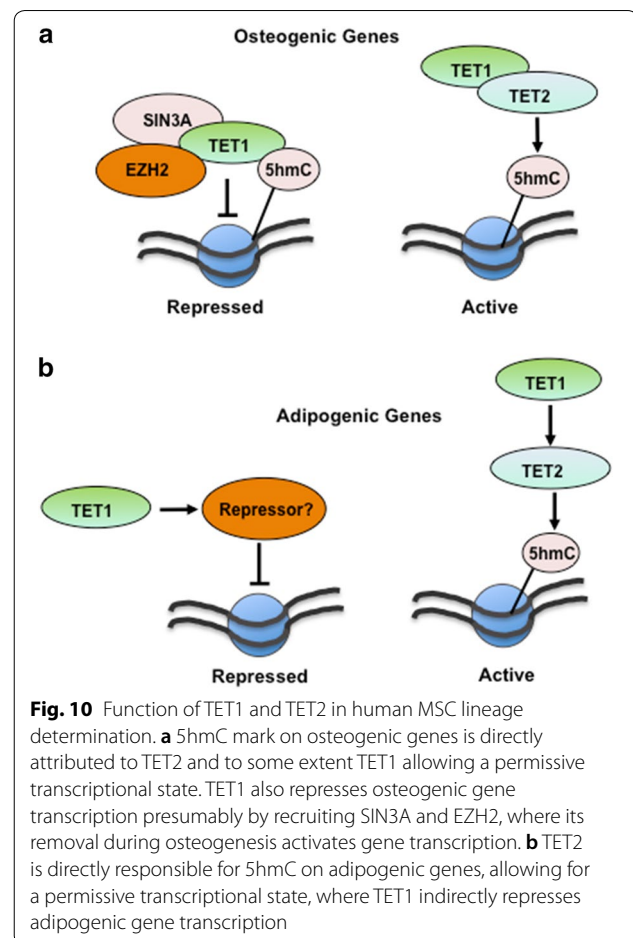 a
Osteogenic Genes
SIN3A
TET1
EZH2
5hmC
TET1
TET2
5hmC
Repressed
Active
b
Adipogenic Genes
TET1
Repressor?
TET1
TET2
5hmC
Repressed
Active
Fig. 10 Function of TET1 and TET2 in human MSC lineage
determination. a 5hmC mark on osteogenic genes is directly
attributed to TET2 and to some extent TET1 allowing a permissive
transcriptional state. TET1 also represses osteogenic gene
transcription presumably by recruiting SIN3A and EZH2, where its
removal during osteogenesis activates gene transcription. b TET2
is directly responsible for 5hmC on adipogenic genes, allowing for
a permissive transcriptional state, where TET1 indirectly represses
adipogenic gene transcription